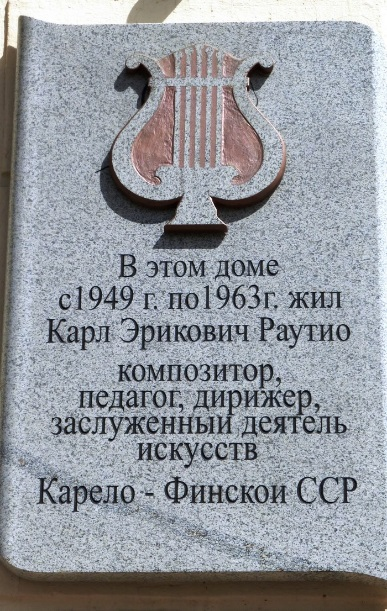 В этом доме
с1949 г. по1963г. жил
Карл Эрикович Раутио
композитор,
педагог, дирижер,
заслуженный деятель
искусств
Карело - Финскои ССР